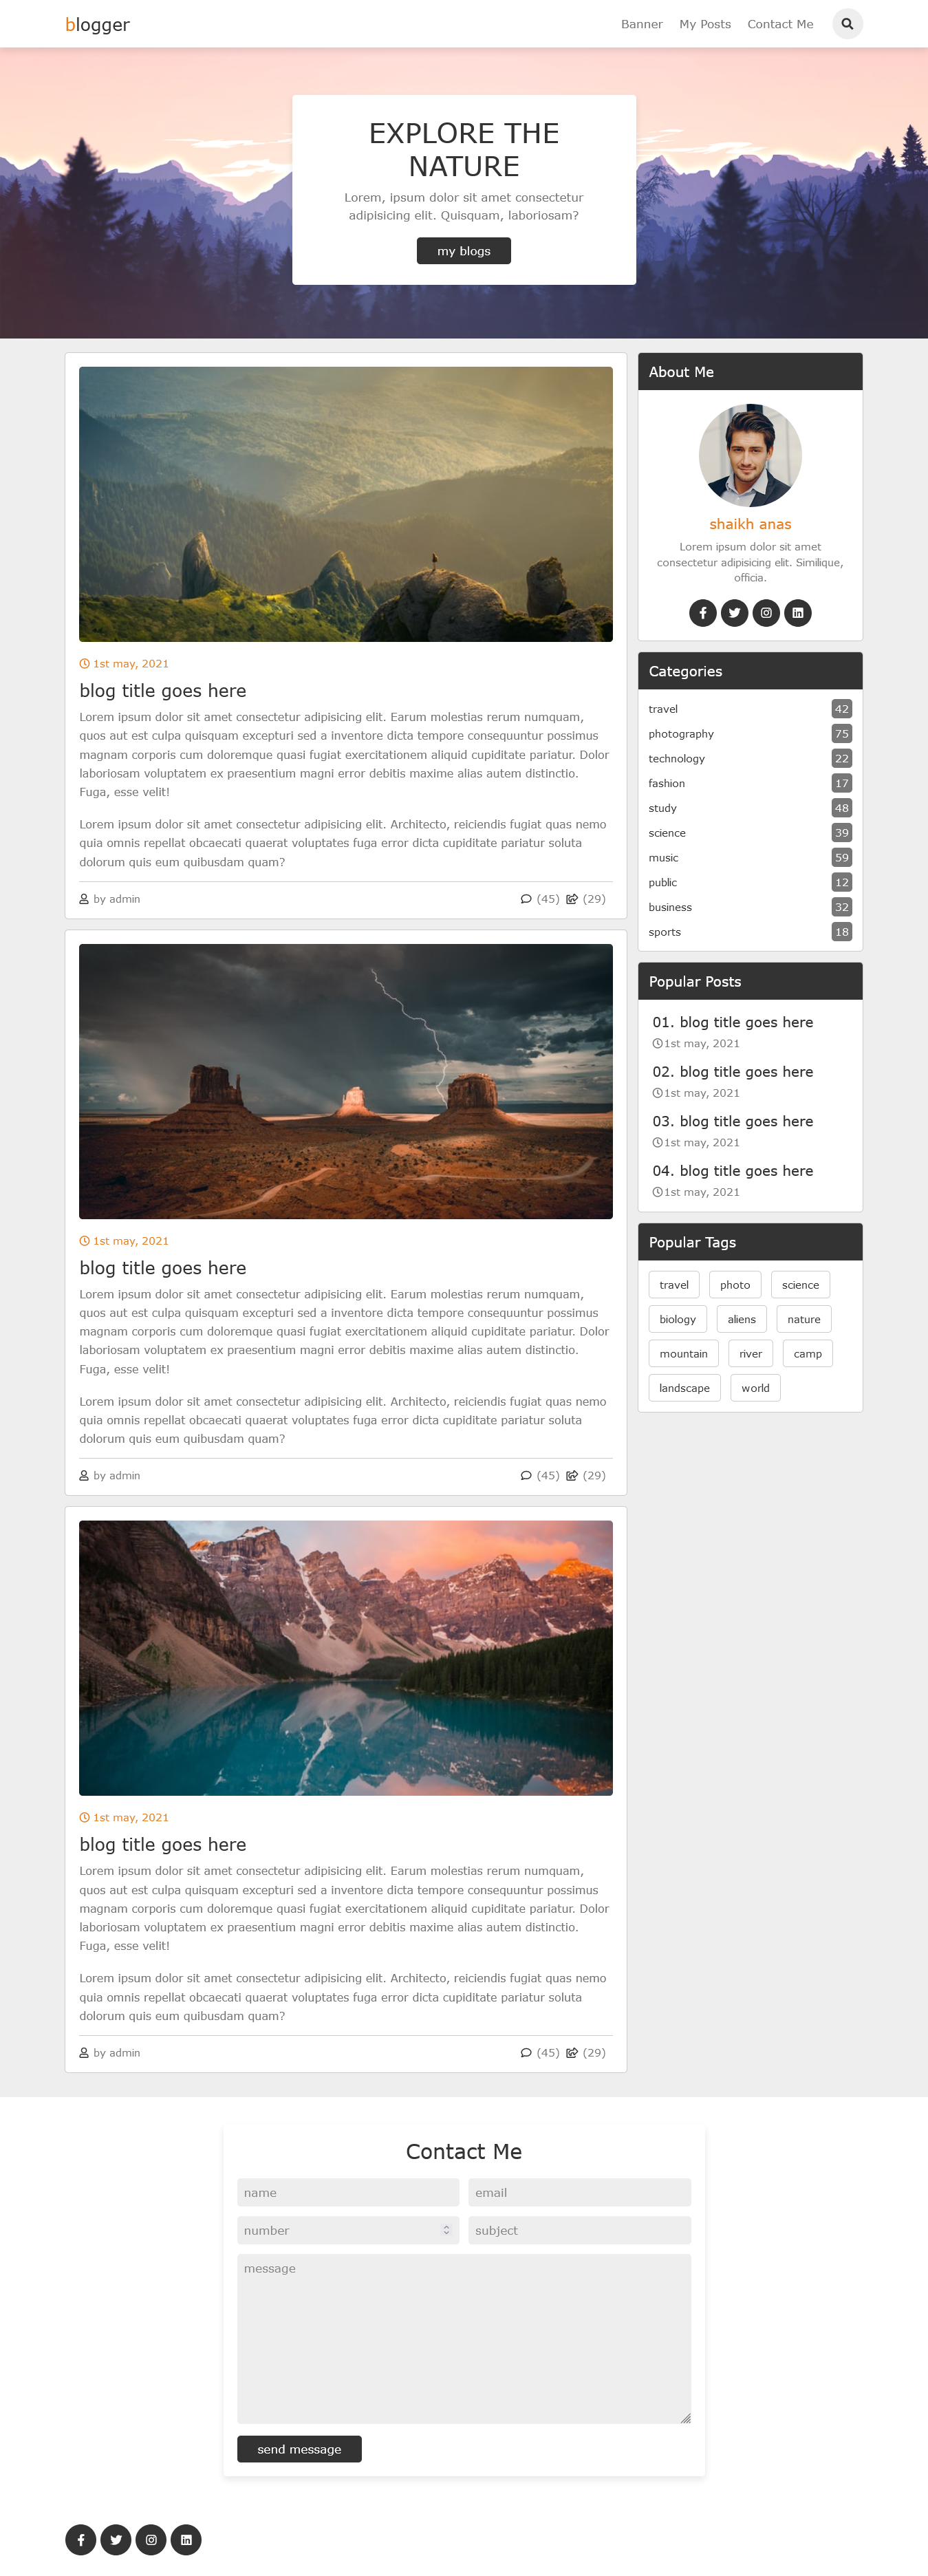 blogger
Banner My Posts Contact Me
EXPLORE THE
NATURE
Lorem, ipsum dolor sit amet consectetur
adipisicing elit. Quisquam, laboriosam?
my blogs
1st may, 2021
blog title goes here
Lorem ipsum dolor sit amet consectetur adipisicing elit. Earum molestias rerum numquam,
quos aut est culpa quisquam excepturi sed a inventore dicta tempore consequuntur possimus
magnam corporis cum doloremque quasi fugiat exercitationem aliquid cupiditate pariatur. Dolor
laboriosam voluptatem ex praesentium magni error debitis maxime alias autem distinctio.
Fuga, esse velit!
Lorem ipsum dolor sit amet consectetur adipisicing elit. Architecto, reiciendis fugiat quas nemo
quia omnis repellat obcaecati quaerat voluptates fuga error dicta cupiditate pariatur soluta
dolorum quis eum quibusdam quam?
by admin (45) (29)
1st may, 2021
blog title goes here
Lorem ipsum dolor sit amet consectetur adipisicing elit. Earum molestias rerum numquam,
quos aut est culpa quisquam excepturi sed a inventore dicta tempore consequuntur possimus
magnam corporis cum doloremque quasi fugiat exercitationem aliquid cupiditate pariatur. Dolor
laboriosam voluptatem ex praesentium magni error debitis maxime alias autem distinctio.
Fuga, esse velit!
Lorem ipsum dolor sit amet consectetur adipisicing elit. Architecto, reiciendis fugiat quas nemo
quia omnis repellat obcaecati quaerat voluptates fuga error dicta cupiditate pariatur soluta
dolorum quis eum quibusdam quam?
by admin (45) (29)
1st may, 2021
blog title goes here
Lorem ipsum dolor sit amet consectetur adipisicing elit. Earum molestias rerum numquam,
quos aut est culpa quisquam excepturi sed a inventore dicta tempore consequuntur possimus
magnam corporis cum doloremque quasi fugiat exercitationem aliquid cupiditate pariatur. Dolor
laboriosam voluptatem ex praesentium magni error debitis maxime alias autem distinctio.
Fuga, esse velit!
Lorem ipsum dolor sit amet consectetur adipisicing elit. Architecto, reiciendis fugiat quas nemo
quia omnis repellat obcaecati quaerat voluptates fuga error dicta cupiditate pariatur soluta
dolorum quis eum quibusdam quam?
by admin (45) (29)
About Me
shaikh anas
Lorem ipsum dolor sit amet
consectetur adipisicing elit. Similique,
officia.
Categories
travel 42
photography 75
technology 22
fashion 17
study 48
science 39
music 59
public 12
business 32
sports 18
Popular Posts
01. blog title goes here
1st may, 2021
02. blog title goes here
1st may, 2021
03. blog title goes here
1st may, 2021
04. blog title goes here
1st may, 2021
Popular Tags
travel photo science
biology aliens nature
mountain river camp
landscape world
Contact Me
name email
number subject
message
send message